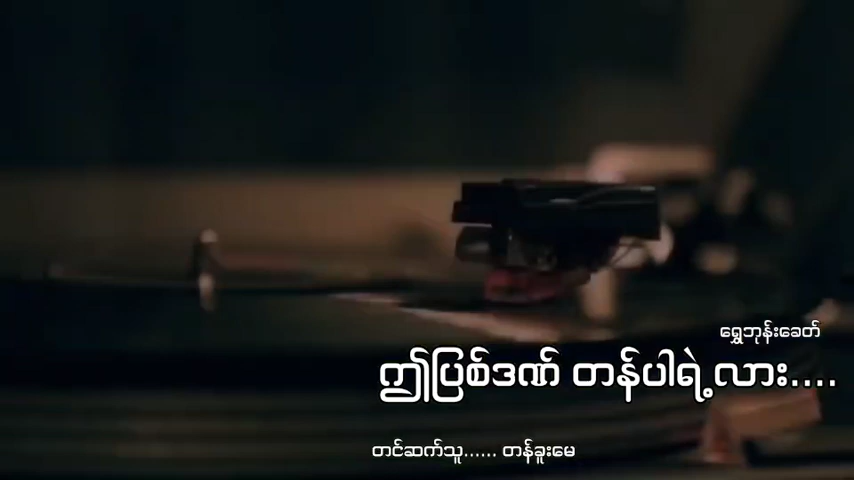 ရွှေဘုန်းခေတ်
ဤပြစ်ဒဏ် တန်ပါရဲ့လား....
တင်ဆက်သူ...... တန်ခူးမေ